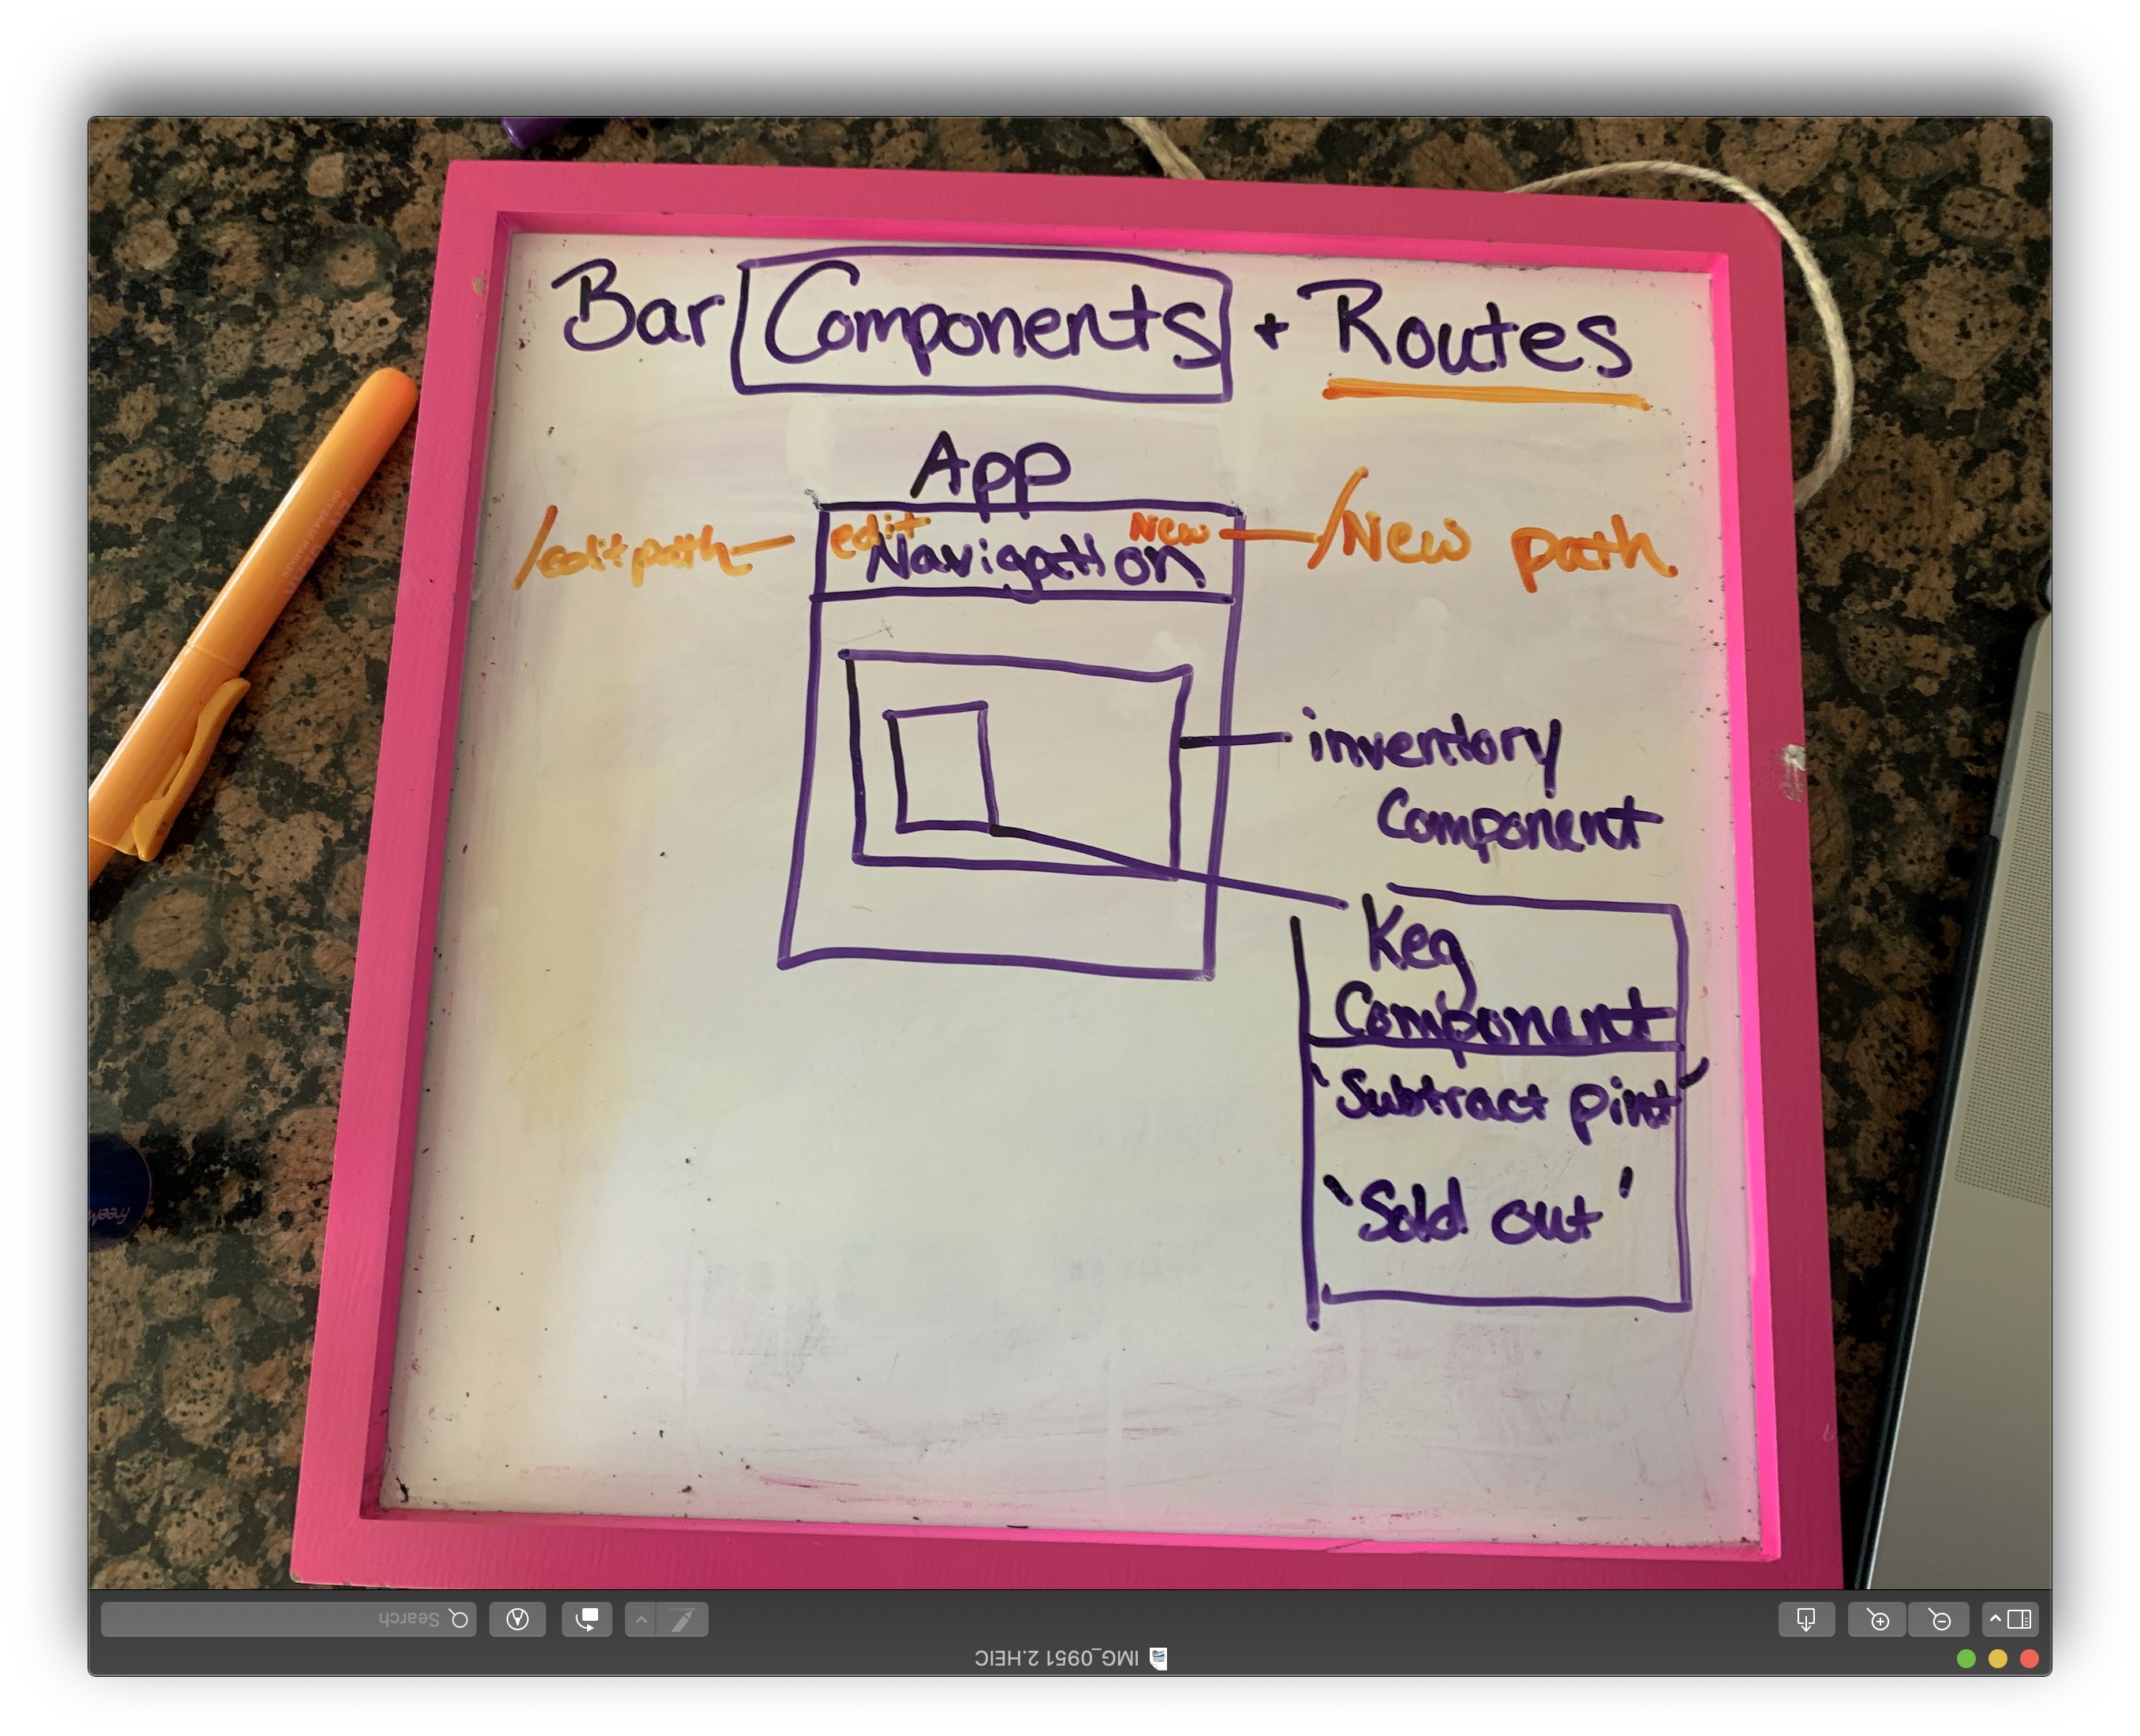 Bar Components + Routes
App
/edit path
edit
New
/New path
Navigation
inventory
Component
Keg
Component
'Subtract pint'
'Sold out'
Search
IMG_0951 2.HEIC